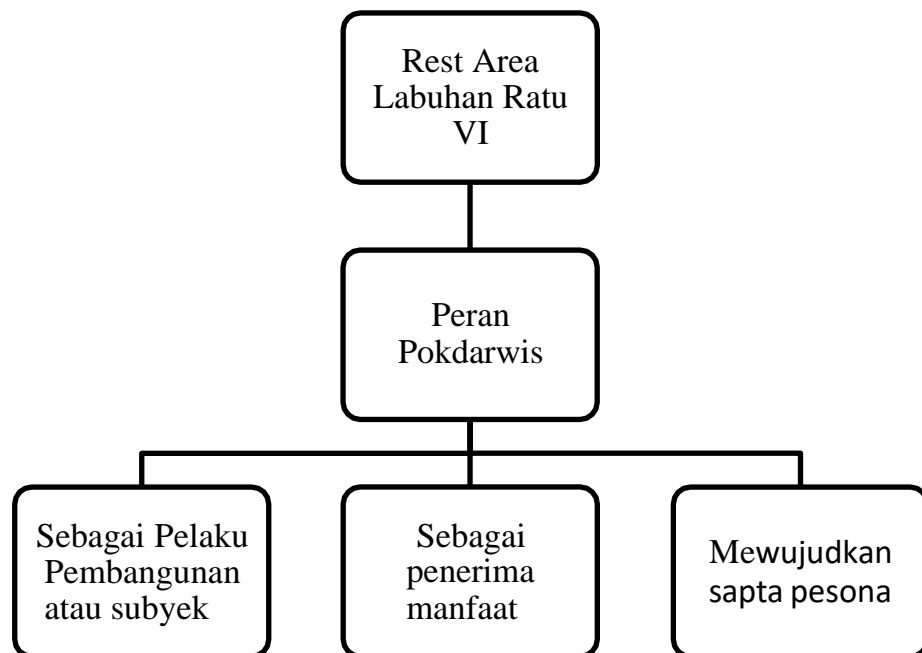 Rest Area
Labuhan Ratu
VI
Peran
Pokdarwis
Sebagai Pelaku
Pembangunan
atau subyek
Sebagai
penerima
manfaat
Mewujudkan
sapta pesona